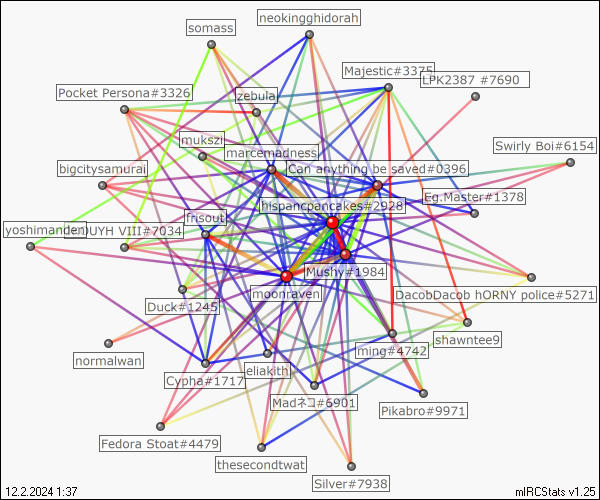 neokingghidorah
somass
Majestic#3375
LPK2387 #7690
Pocket Persona#3326
zebula
mukszi
Swirly Boi#6154
marcemadness
bigcitysamurai
Can anything be saved#0396
Eg.Master#1378
hispancpancakes#2928
frisout
yoshimanden
UYH VIII#7034
Mushy#1984
moonraven
DacobDacob hORNY police#5271
Duck#1245
shawntee9
ming#4742
normalwan
eliakith
Cypha#1717
Madネコ#6901
Pikabro#9971
Fedora Stoat#4479
thesecondtwat
Silver#7938
12.2.2024 1:37
mIRCStats v1.25